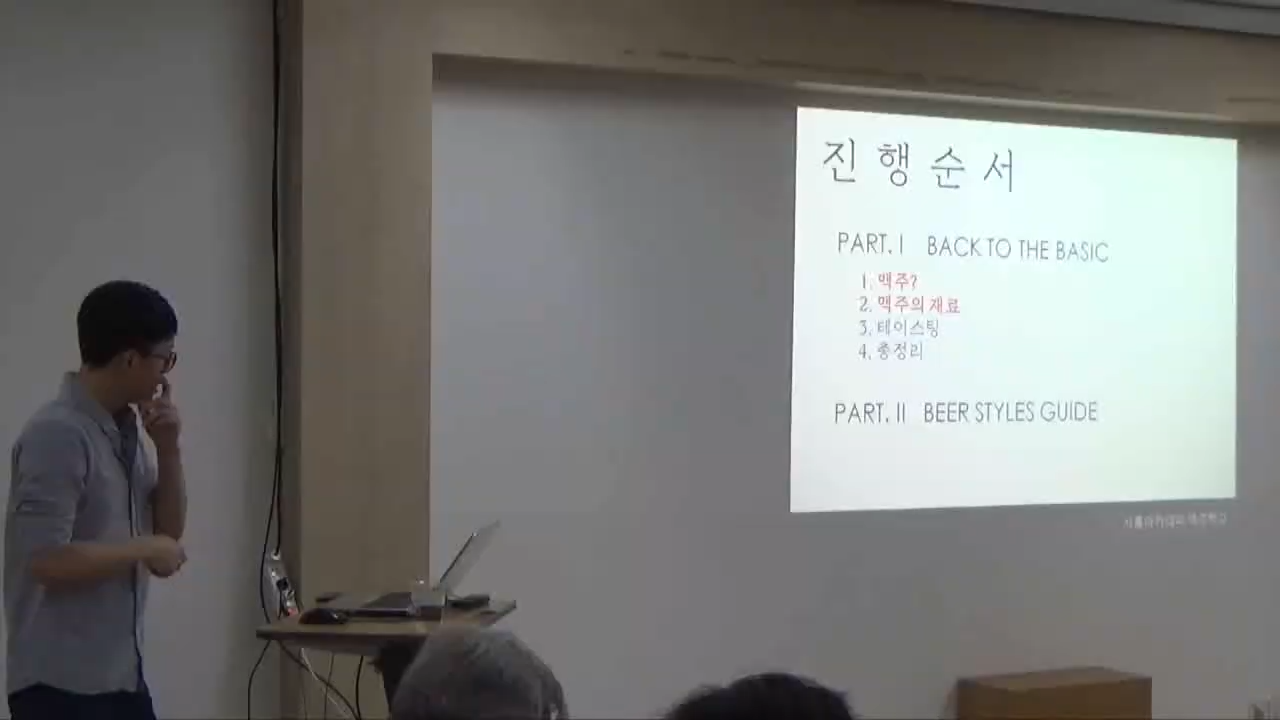 진 행 순 서
PART. I BACK TO THE BASIC
1. 맥주?
2. 맥주의 재료
3. 테이스팅
4. 총정리
PART. II BEER STYLES GUIDE